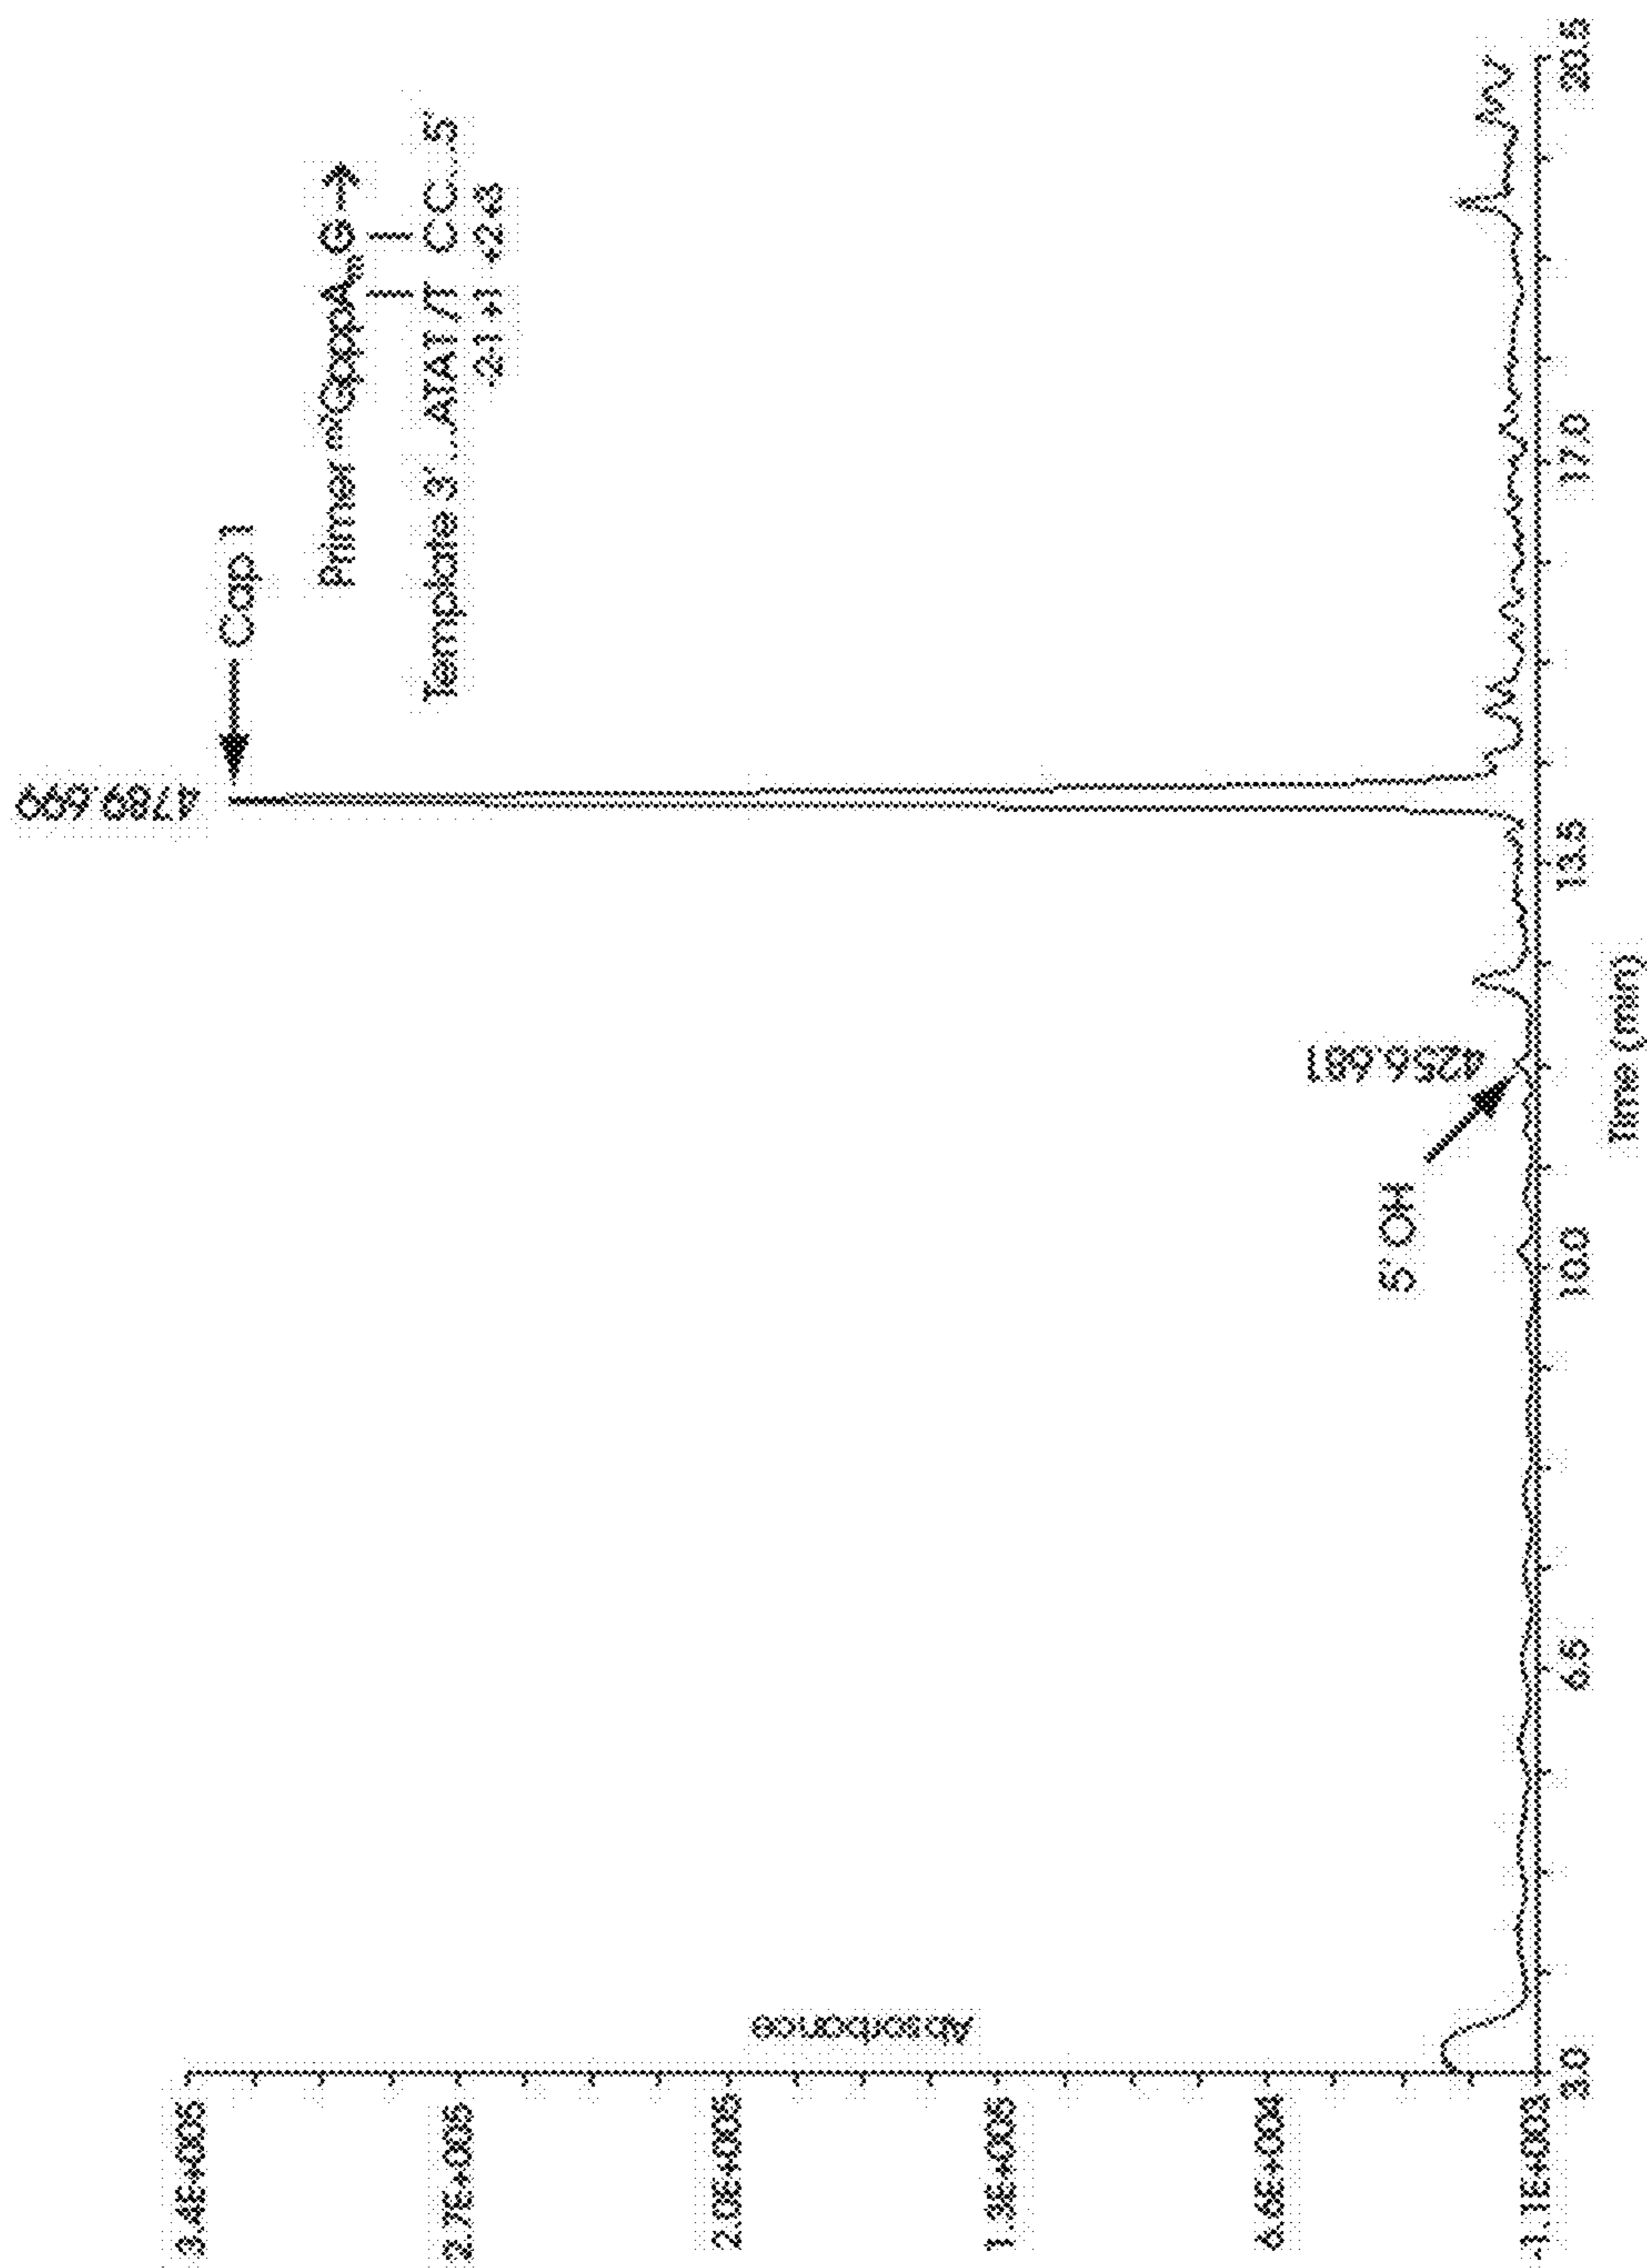 4789.699
Cap 1
Primer m⁷GpppAₘG→
Template 3'...ATAT/T CC...5'
-2-1 +1 +2+3
3.4E+005
2.7E+005
2.0E+005
1.3E+005
6.6E+004
-1.1E+003
Absorbance
5' OH
4256.681
3.0 6.5 10.0 13.5 17.0 20.5
Time (min)